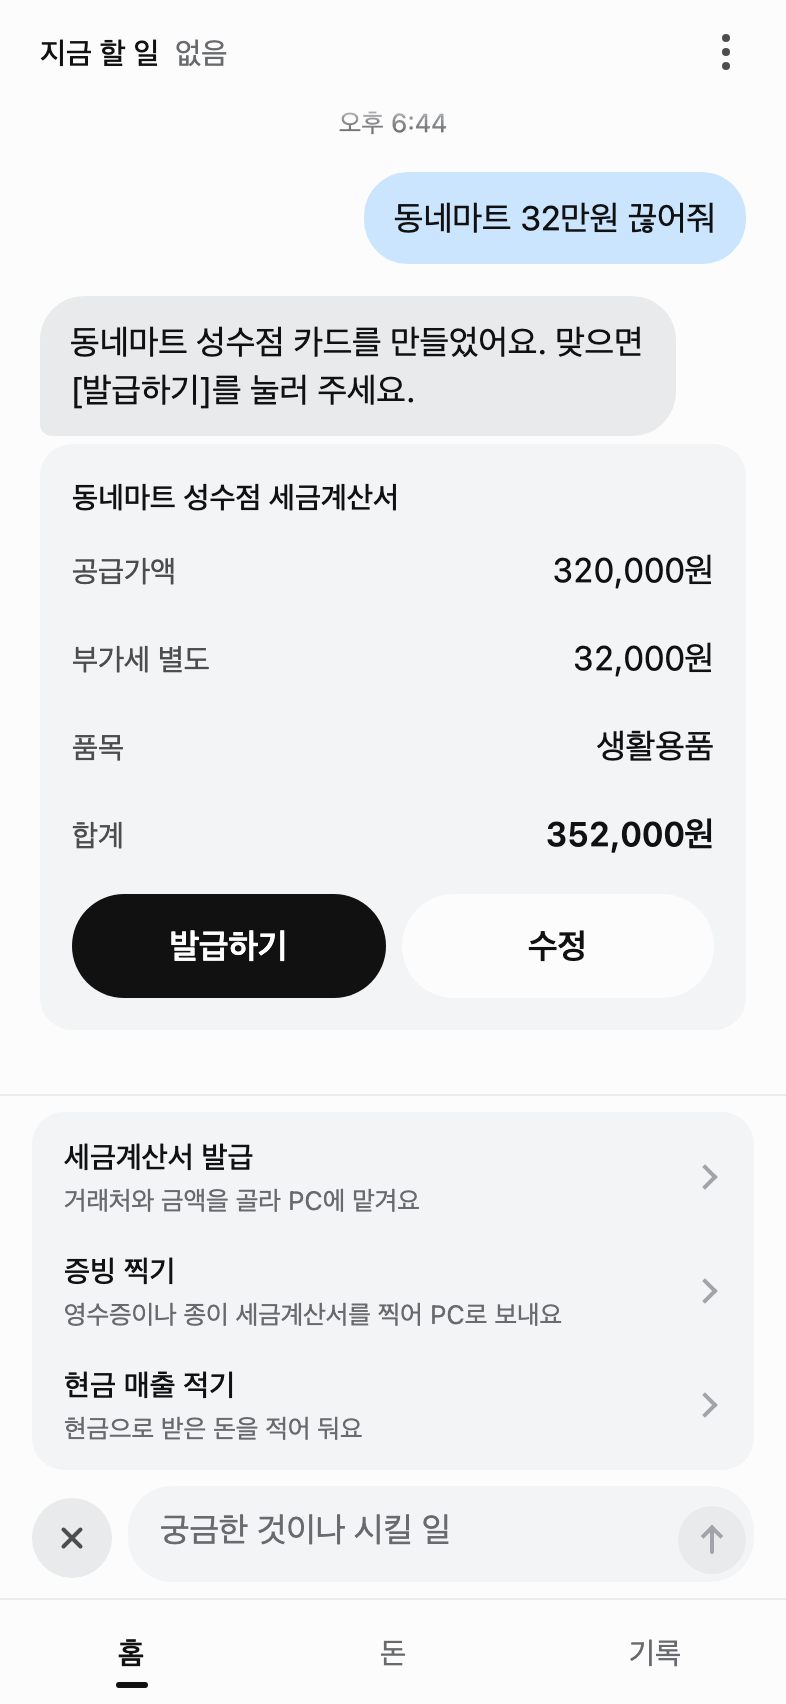 지금 할 일 없음
오후 6:44
동네마트 32만원 끊어줘
동네마트 성수점 카드를 만들었어요. 맞으면
[발급하기]를 눌러 주세요.
동네마트 성수점 세금계산서
공급가액 320,000원
부가세 별도 32,000원
품목 생활용품
합계 352,000원
발급하기 수정
세금계산서 발급
거래처와 금액을 골라 PC에 맡겨요
증빙 찍기
영수증이나 종이 세금계산서를 찍어 PC로 보내요
현금 매출 적기
현금으로 받은 돈을 적어 둬요
궁금한 것이나 시킬 일
홈 돈 기록